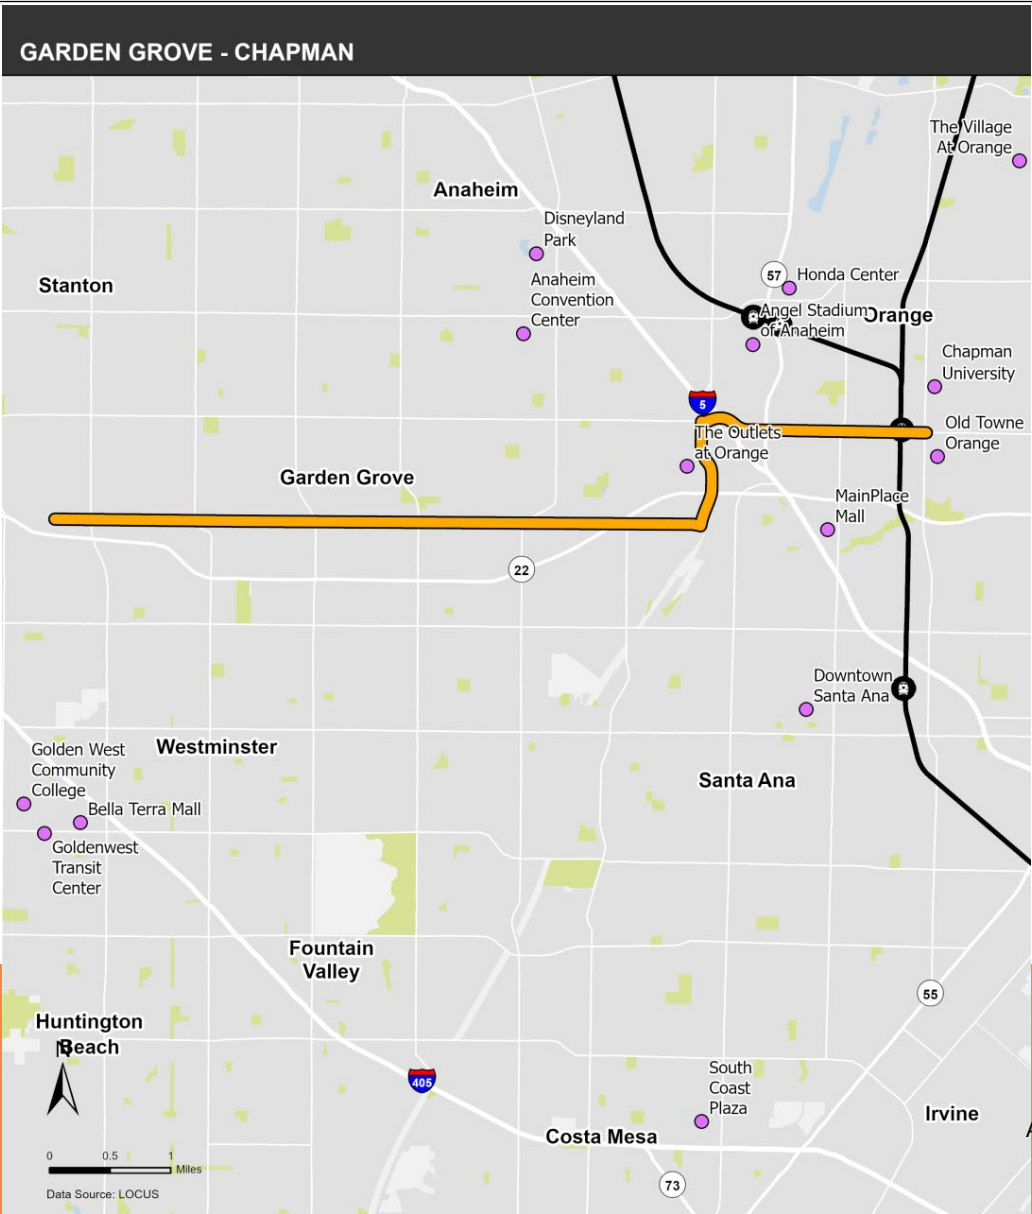 GARDEN GROVE - CHAPMAN
The Village
At Orange
Anaheim
Disneyland
Park
Stanton
Anaheim
Convention
Center
57
Honda Center
Angel Stadium
of Anaheim
Orange
Chapman
University
5
Old Towne
Orange
The Outlets
at Orange
Garden Grove
MainPlace
Mall
22
Downtown
Santa Ana
Westminster
Santa Ana
Golden West
Community
College
Bella Terra Mall
Goldenwest
Transit
Center
Fountain
Valley
55
Huntington
Beach
N
405
South
Coast
Plaza
Irvine
Costa Mesa
0 0.5 1
Miles
73
Data Source: LOCUS